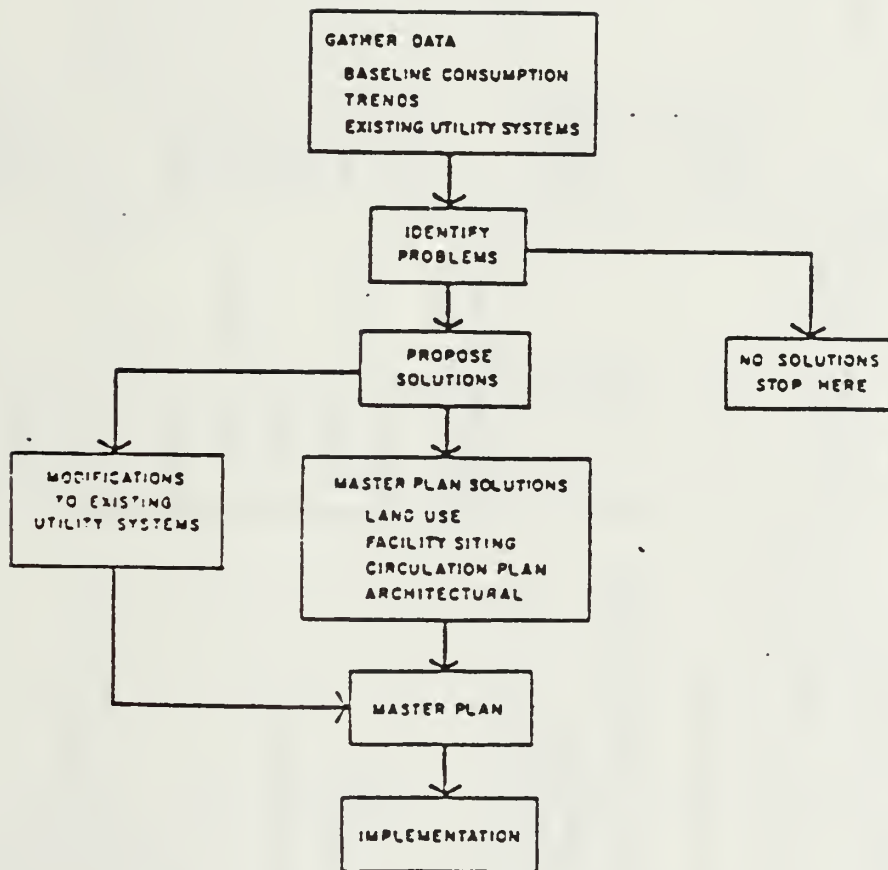 GATHER DATA
BASELINE CONSUMPTION
TRENDS
EXISTING UTILITY SYSTEMS
IDENTIFY
PROBLEMS
PROPOSE
SOLUTIONS
NO SOLUTIONS
STOP HERE
MODIFICATIONS
TO EXISTING
UTILITY SYSTEMS
MASTER PLAN SOLUTIONS
LAND USE
FACILITY SITING
CIRCULATION PLAN
ARCHITECTURAL
MASTER PLAN
IMPLEMENTATION